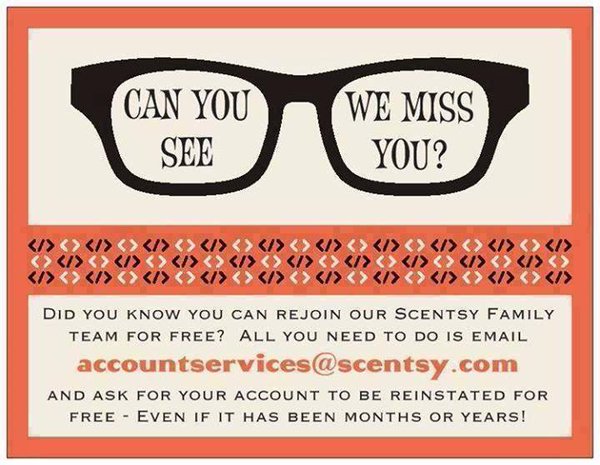 CAN YOU SEE
WE MISS YOU?
</> <> </> <> </> <> </> <> </> <> </> <> </> <> </> <> </> <> </>
</> <> </> <> </> <> </> <> </> <> </> <> </> <> </> <> </> <> </>
</> <> </> <> </> <> </> <> </> <> </> <> </> <> </> <> </> <> </>
DID YOU KNOW YOU CAN REJOIN OUR SCENTSY FAMILY
TEAM FOR FREE? ALL YOU NEED TO DO IS EMAIL
accountservices@scentsy.com
AND ASK FOR YOUR ACCOUNT TO BE REINSTATED FOR
FREE - EVEN IF IT HAS BEEN MONTHS OR YEARS!